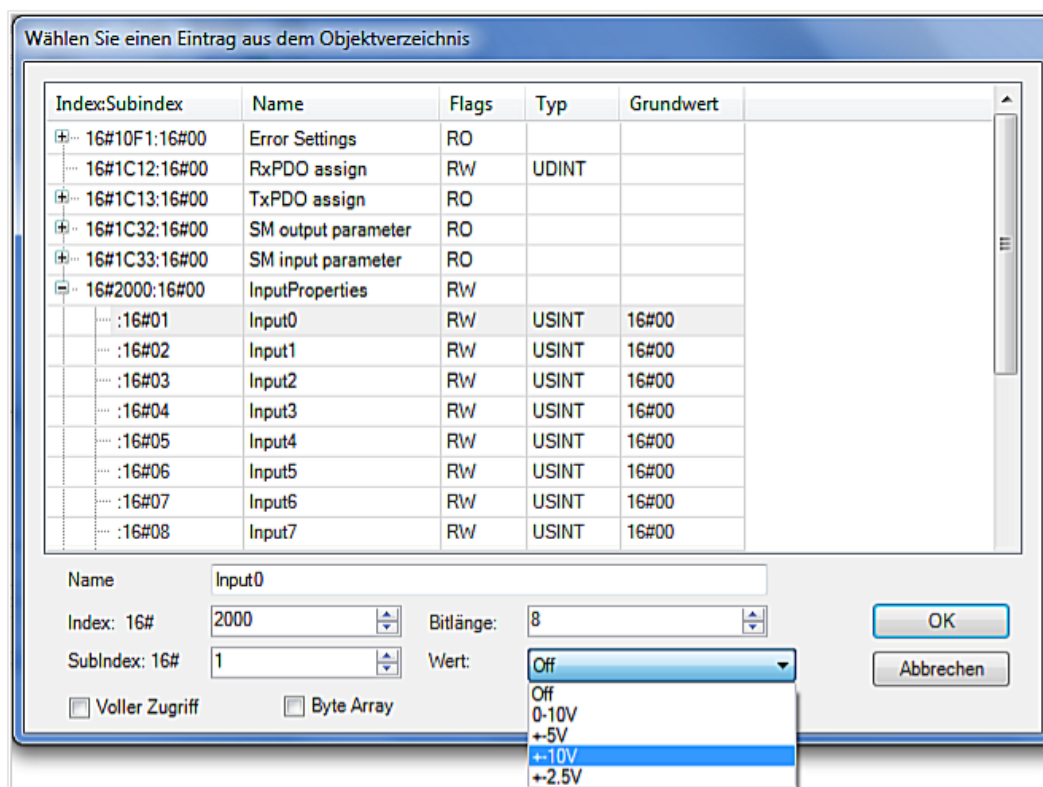 Wählen Sie einen Eintrag aus dem Objektverzeichnis
Index:Subindex Name Flags Typ Grundwert
16#10F1:16#00 Error Settings RO
16#1C12:16#00 RxPDO assign RW UDINT
16#1C13:16#00 TxPDO assign RO
16#1C32:16#00 SM output parameter RO
16#1C33:16#00 SM input parameter RO
16#2000:16#00 InputProperties RW
:16#01 Input0 RW USINT 16#00
:16#02 Input1 RW USINT 16#00
:16#03 Input2 RW USINT 16#00
:16#04 Input3 RW USINT 16#00
:16#05 Input4 RW USINT 16#00
:16#06 Input5 RW USINT 16#00
:16#07 Input6 RW USINT 16#00
:16#08 Input7 RW USINT 16#00
Name Input0
Index: 16# 2000 Bitlänge: 8 OK
SubIndex: 16# 1 Wert: Off Abbrechen
Voller Zugriff Byte Array
Off
0-10V
+-5V
+-10V
+-2.5V